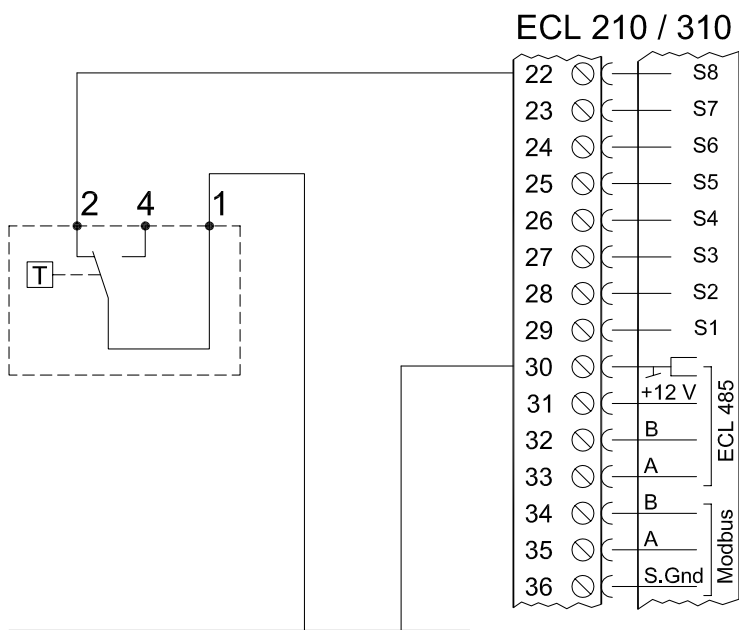 ECL 210 / 310
22 S8
23 S7
24 S6
25 S5
26 S4
27 S3
28 S2
29 S1
30
31 +12 V
32 B
33 A
ECL 485
34 B
35 A
36 S.Gnd
Modbus
2 4 1
T